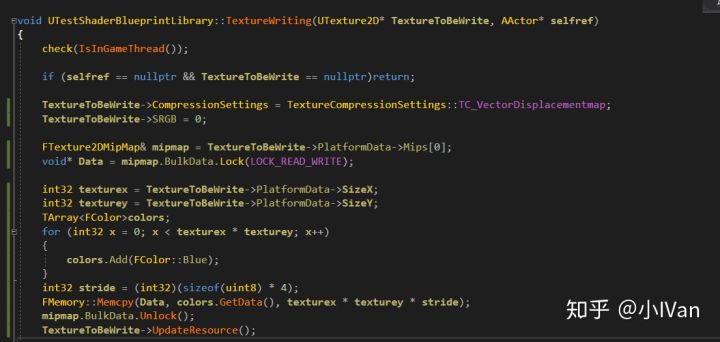 void UTestShaderBlueprintLibrary::TextureWriting(UTexture2D* TextureToBeWrite, AActor* selfref)
{
check(IsInGameThread());
if (selfref == nullptr && TextureToBeWrite == nullptr)return;
TextureToBeWrite->CompressionSettings = TextureCompressionSettings::TC_VectorDisplacementmap;
TextureToBeWrite->SRGB = 0;
FTexture2DMipMap& mipmap = TextureToBeWrite->PlatformData->Mips[0];
void* Data = mipmap.BulkData.Lock(LOCK_READ_WRITE);
int32 texturex = TextureToBeWrite->PlatformData->SizeX;
int32 texturey = TextureToBeWrite->PlatformData->SizeY;
TArray<FColor>colors;
for (int32 x = 0; x < texturex * texturey; x++)
{
colors.Add(FColor::Blue);
}
int32 stride = (int32)(sizeof(uint8) * 4);
FMemory::Memcpy(Data, colors.GetData(), texturex * texturey * stride);
mipmap.BulkData.Unlock();
TextureToBeWrite->UpdateResource();
知乎 @小IVan